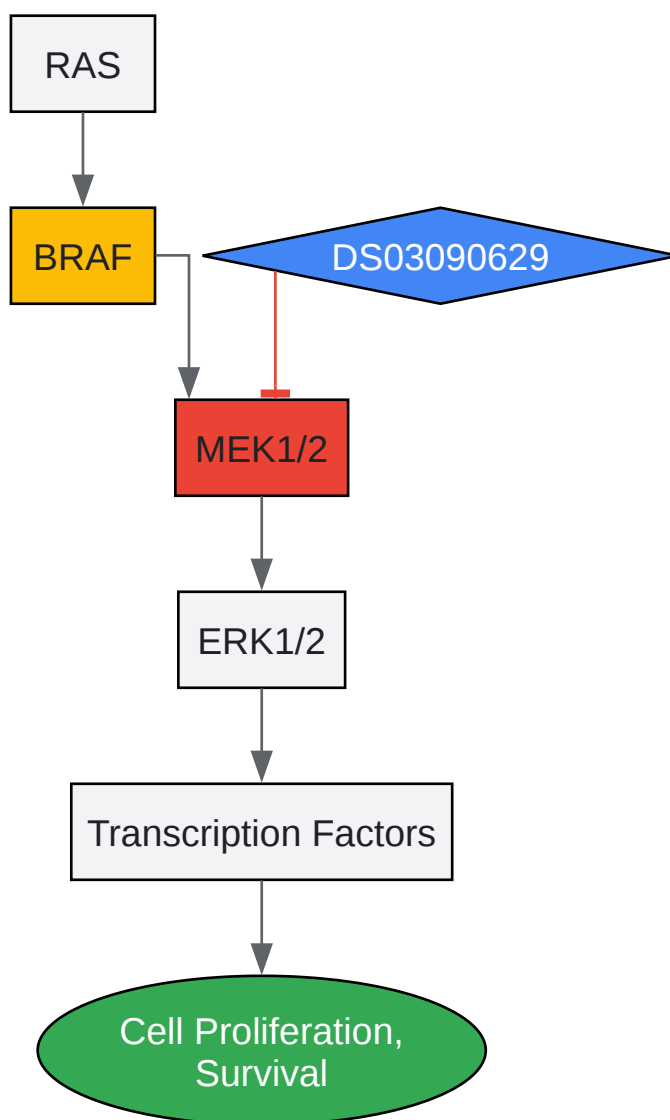 RAS
BRAF
DS03090629
MEK1/2
ERK1/2
Transcription Factors
Cell Proliferation,
Survival